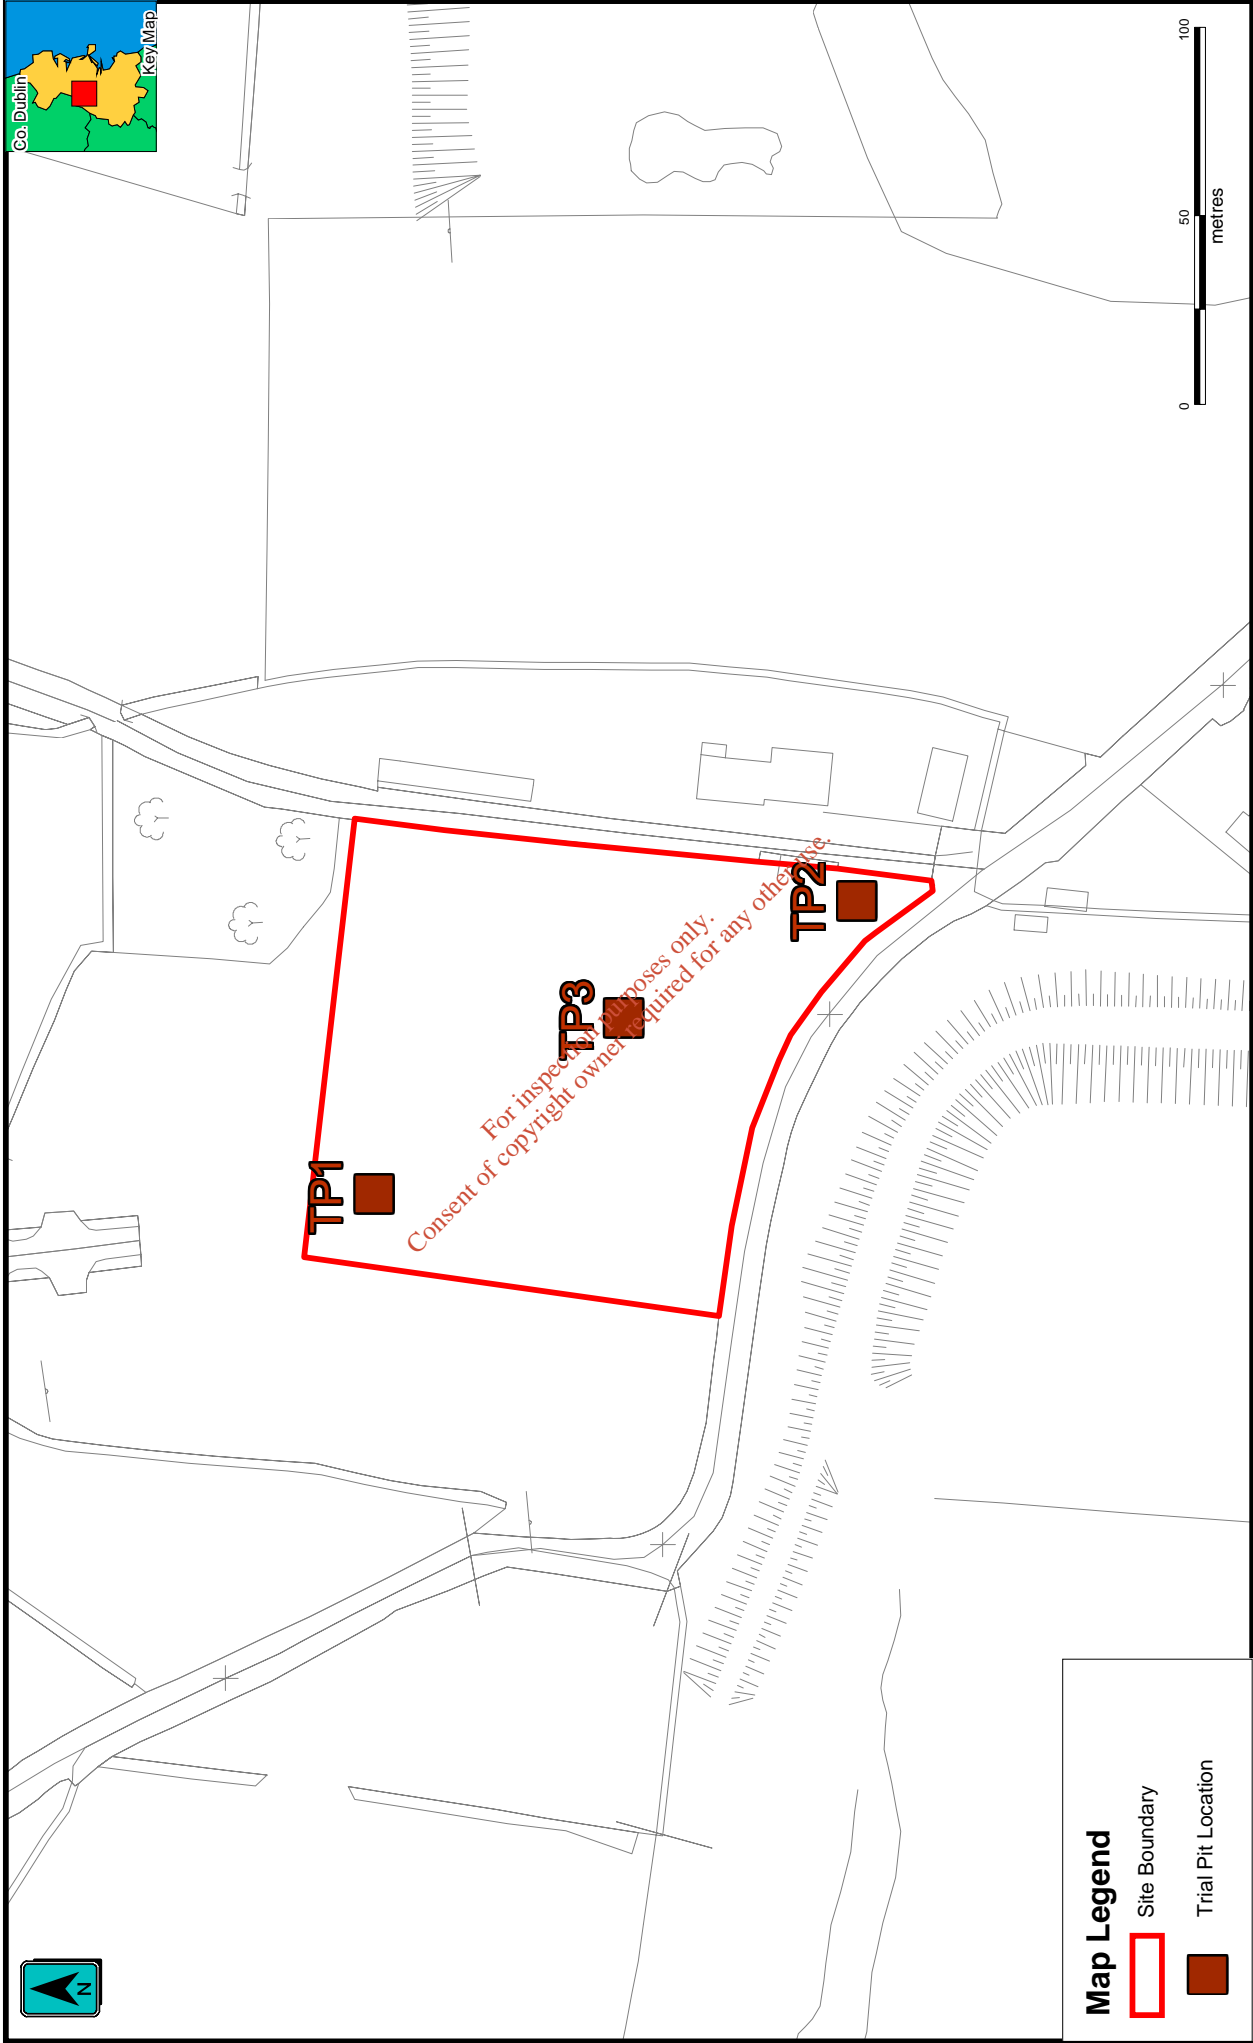 Co. Dublin
Key Map
TP1
TP3
TP2
For inspection purposes only.
Consent of copyright owner required for any other use.
0 50 100
metres
N
Map Legend
Site Boundary
Trial Pit Location